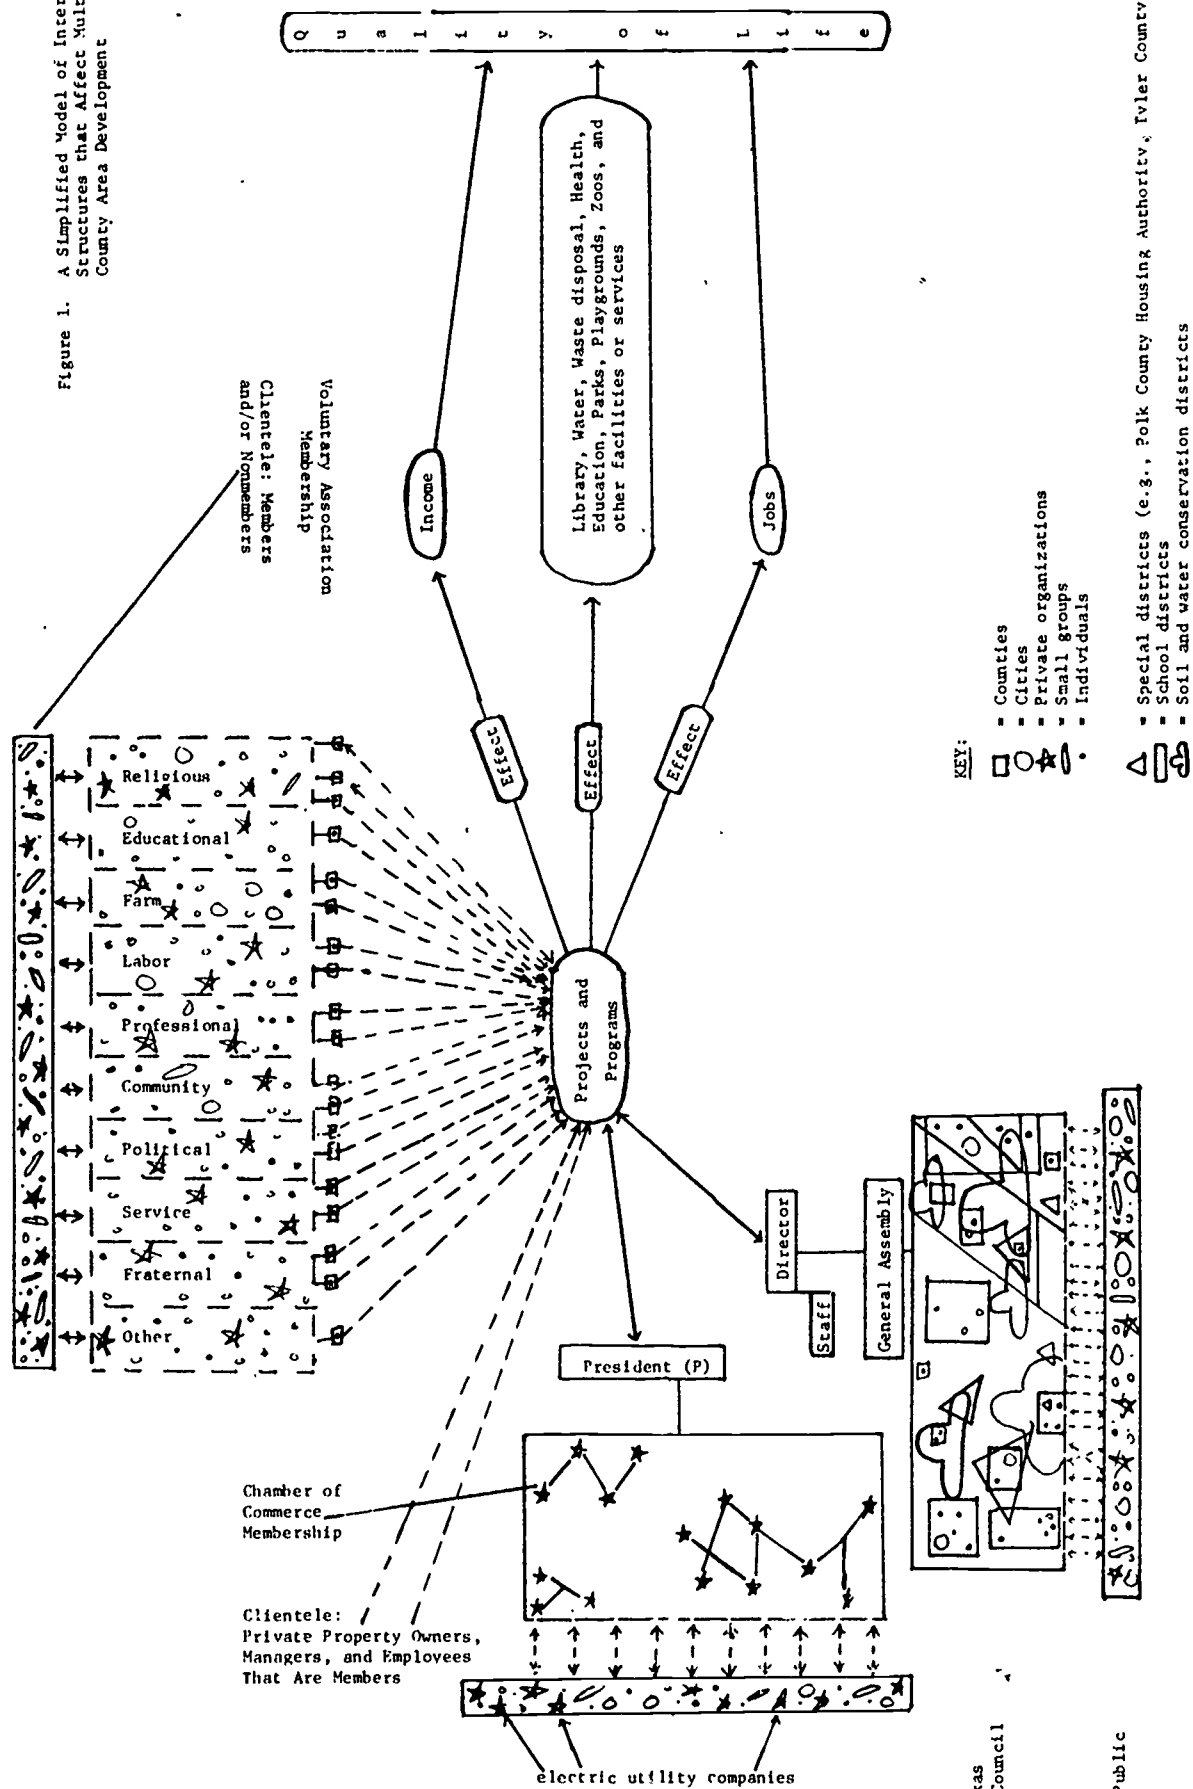 Figure 1. A Simplified Model of Inter
Structures that Affect Mult
County Area Development
Quality of Life
Library, Water, Waste disposal, Health,
Education, Parks, Playgrounds, Zoos, and
other facilities or services
Income
Jobs
Effect
Effect
Effect
Voluntary Association
Membership
Clientele: Members
and/or Nonmembers
Religious
Educational
Farm
Labor
Professional
Community
Political
Service
Fraternal
Other
Projects and
Programs
President (P)
Director
Staff
General Assembly
Chamber of
Commerce
Membership
Clientele:
Private Property Owners,
Managers, and Employees
That Are Members
electric utility companies
KEY:
= Counties
= Cities
= Private organizations
= Small groups
= Individuals
= Special districts (e.g., Polk County Housing Authority, Tyler County
= School districts
= Soil and water conservation districts
xas
Council
Public